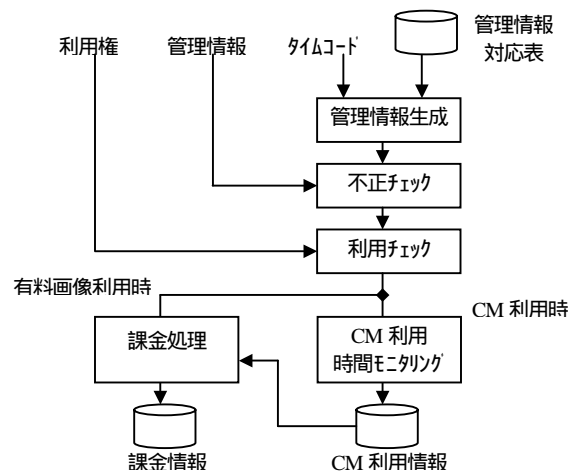 利用権
管理情報
ﾀｲﾑｺｰﾄﾞ
管理情報
対応表
管理情報生成
不正ﾁｪｯｸ
利用ﾁｪｯｸ
有料画像利用時
CM 利用時
課金処理
CM 利用
時間ﾓﾆﾀﾘﾝｸﾞ
課金情報
CM 利用情報